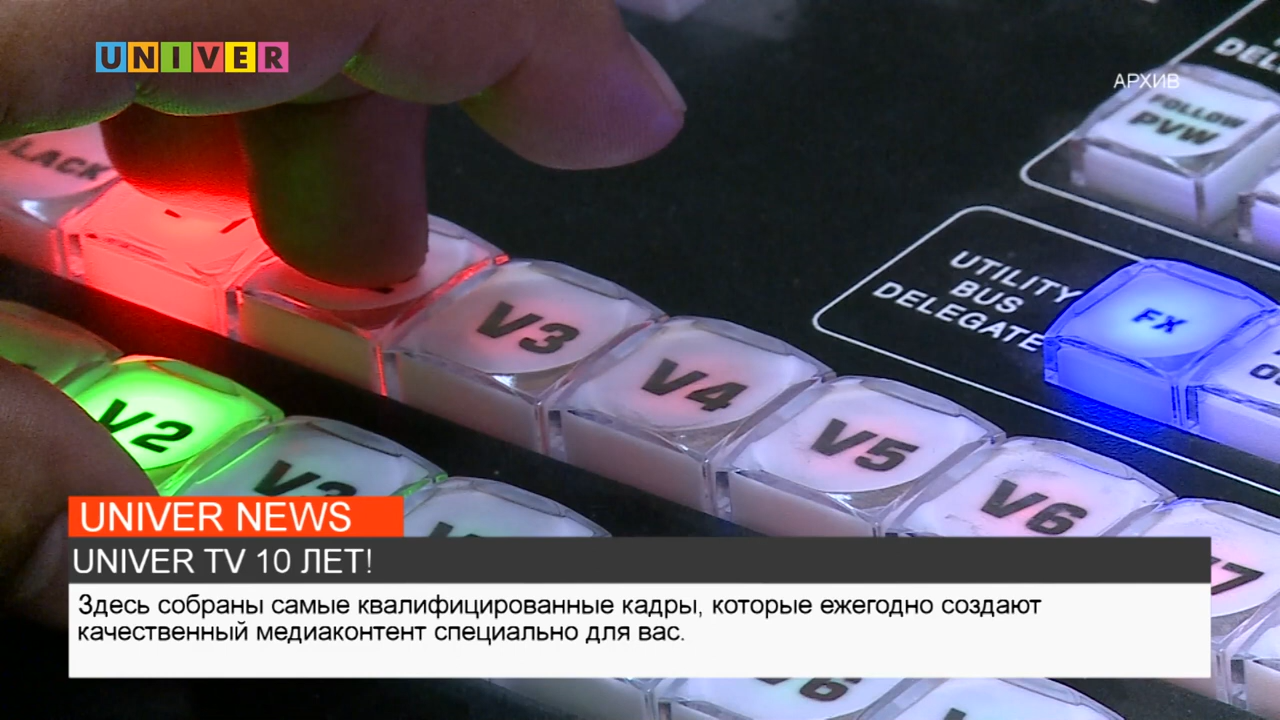 UNIVER
АРХИВ
FOLLOW
PVW
UTILITY
BUS
DELEGATE
FX
V3
V4
V5
V6
V2
UNIVER NEWS
UNIVER TV 10 ЛЕТ!
Здесь собраны самые квалифицированные кадры, которые ежегодно создают
качественный медиаконтент специально для вас.
V6